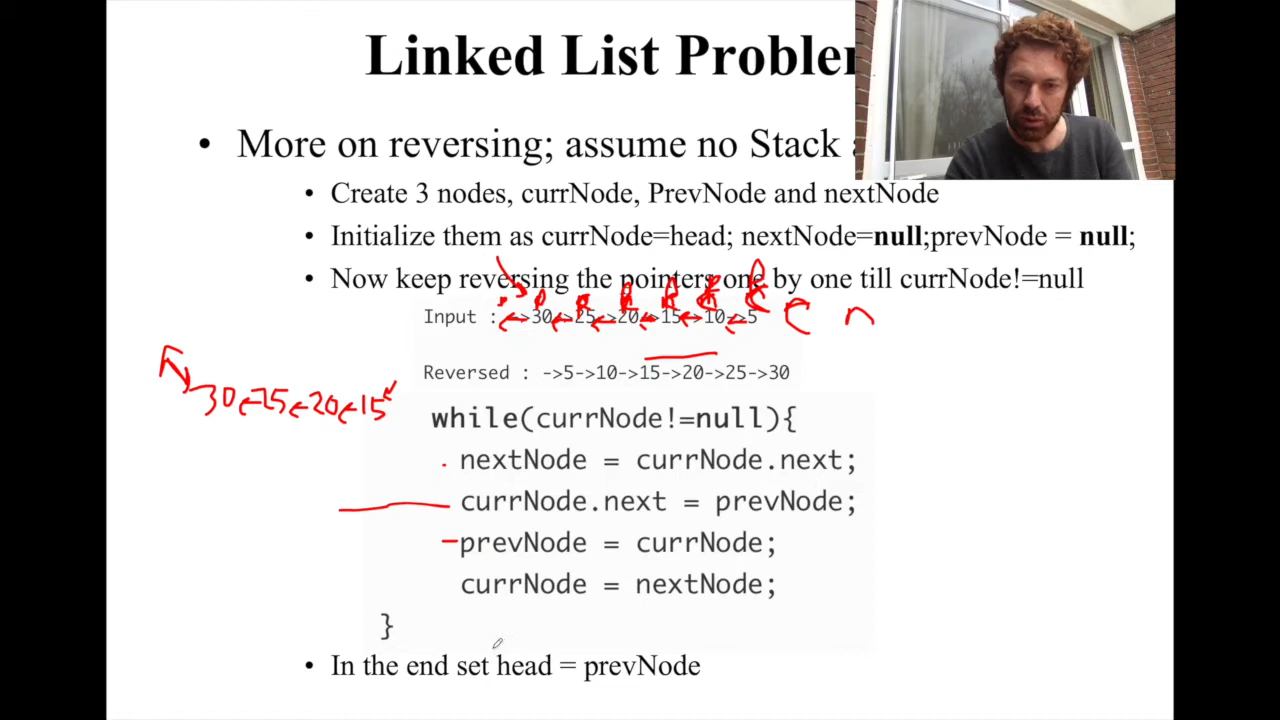 Linked List Problem
• More on reversing; assume no Stack a
• Create 3 nodes, currNode, PrevNode and nextNode
• Initialize them as currNode=head; nextNode=null;prevNode = null;
• Now keep reversing the pointers one by one till currNode!=null
Input : ->30->25->20->15->10->5 C n
Reversed : ->5->10->15->20->25->30
30←25←20←15
while(currNode!=null){
nextNode = currNode.next;
currNode.next = prevNode;
prevNode = currNode;
currNode = nextNode;
}
• In the end set head = prevNode